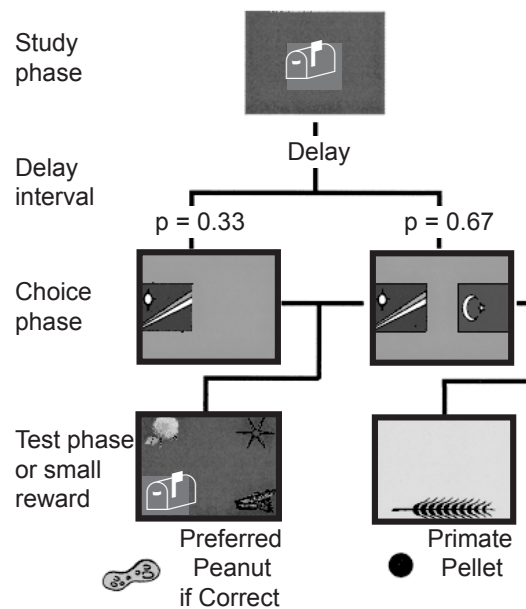 Study
phase
Delay
Delay
interval
p = 0.33
p = 0.67
Choice
phase
Test phase
or small
reward
Preferred
Peanut
if Correct
Primate
Pellet